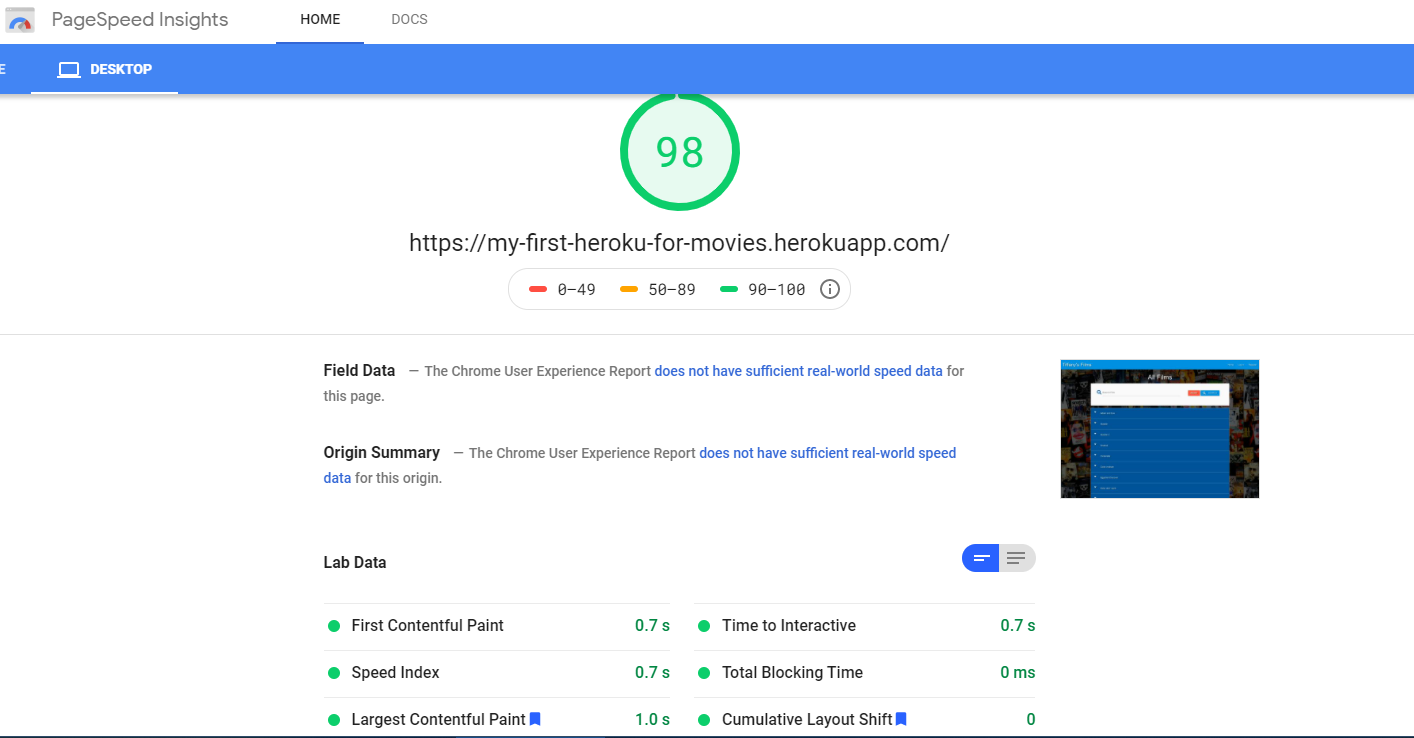 PageSpeed Insights HOME DOCS
E DESKTOP
98
https://my-first-heroku-for-movies.herokuapp.com/
0–49 50–89 90–100
Field Data — The Chrome User Experience Report does not have sufficient real-world speed data for
this page.
Origin Summary — The Chrome User Experience Report does not have sufficient real-world speed
data for this origin.
All Films
Lab Data
First Contentful Paint 0.7 s Time to Interactive 0.7 s
Speed Index 0.7 s Total Blocking Time 0 ms
Largest Contentful Paint 1.0 s Cumulative Layout Shift 0